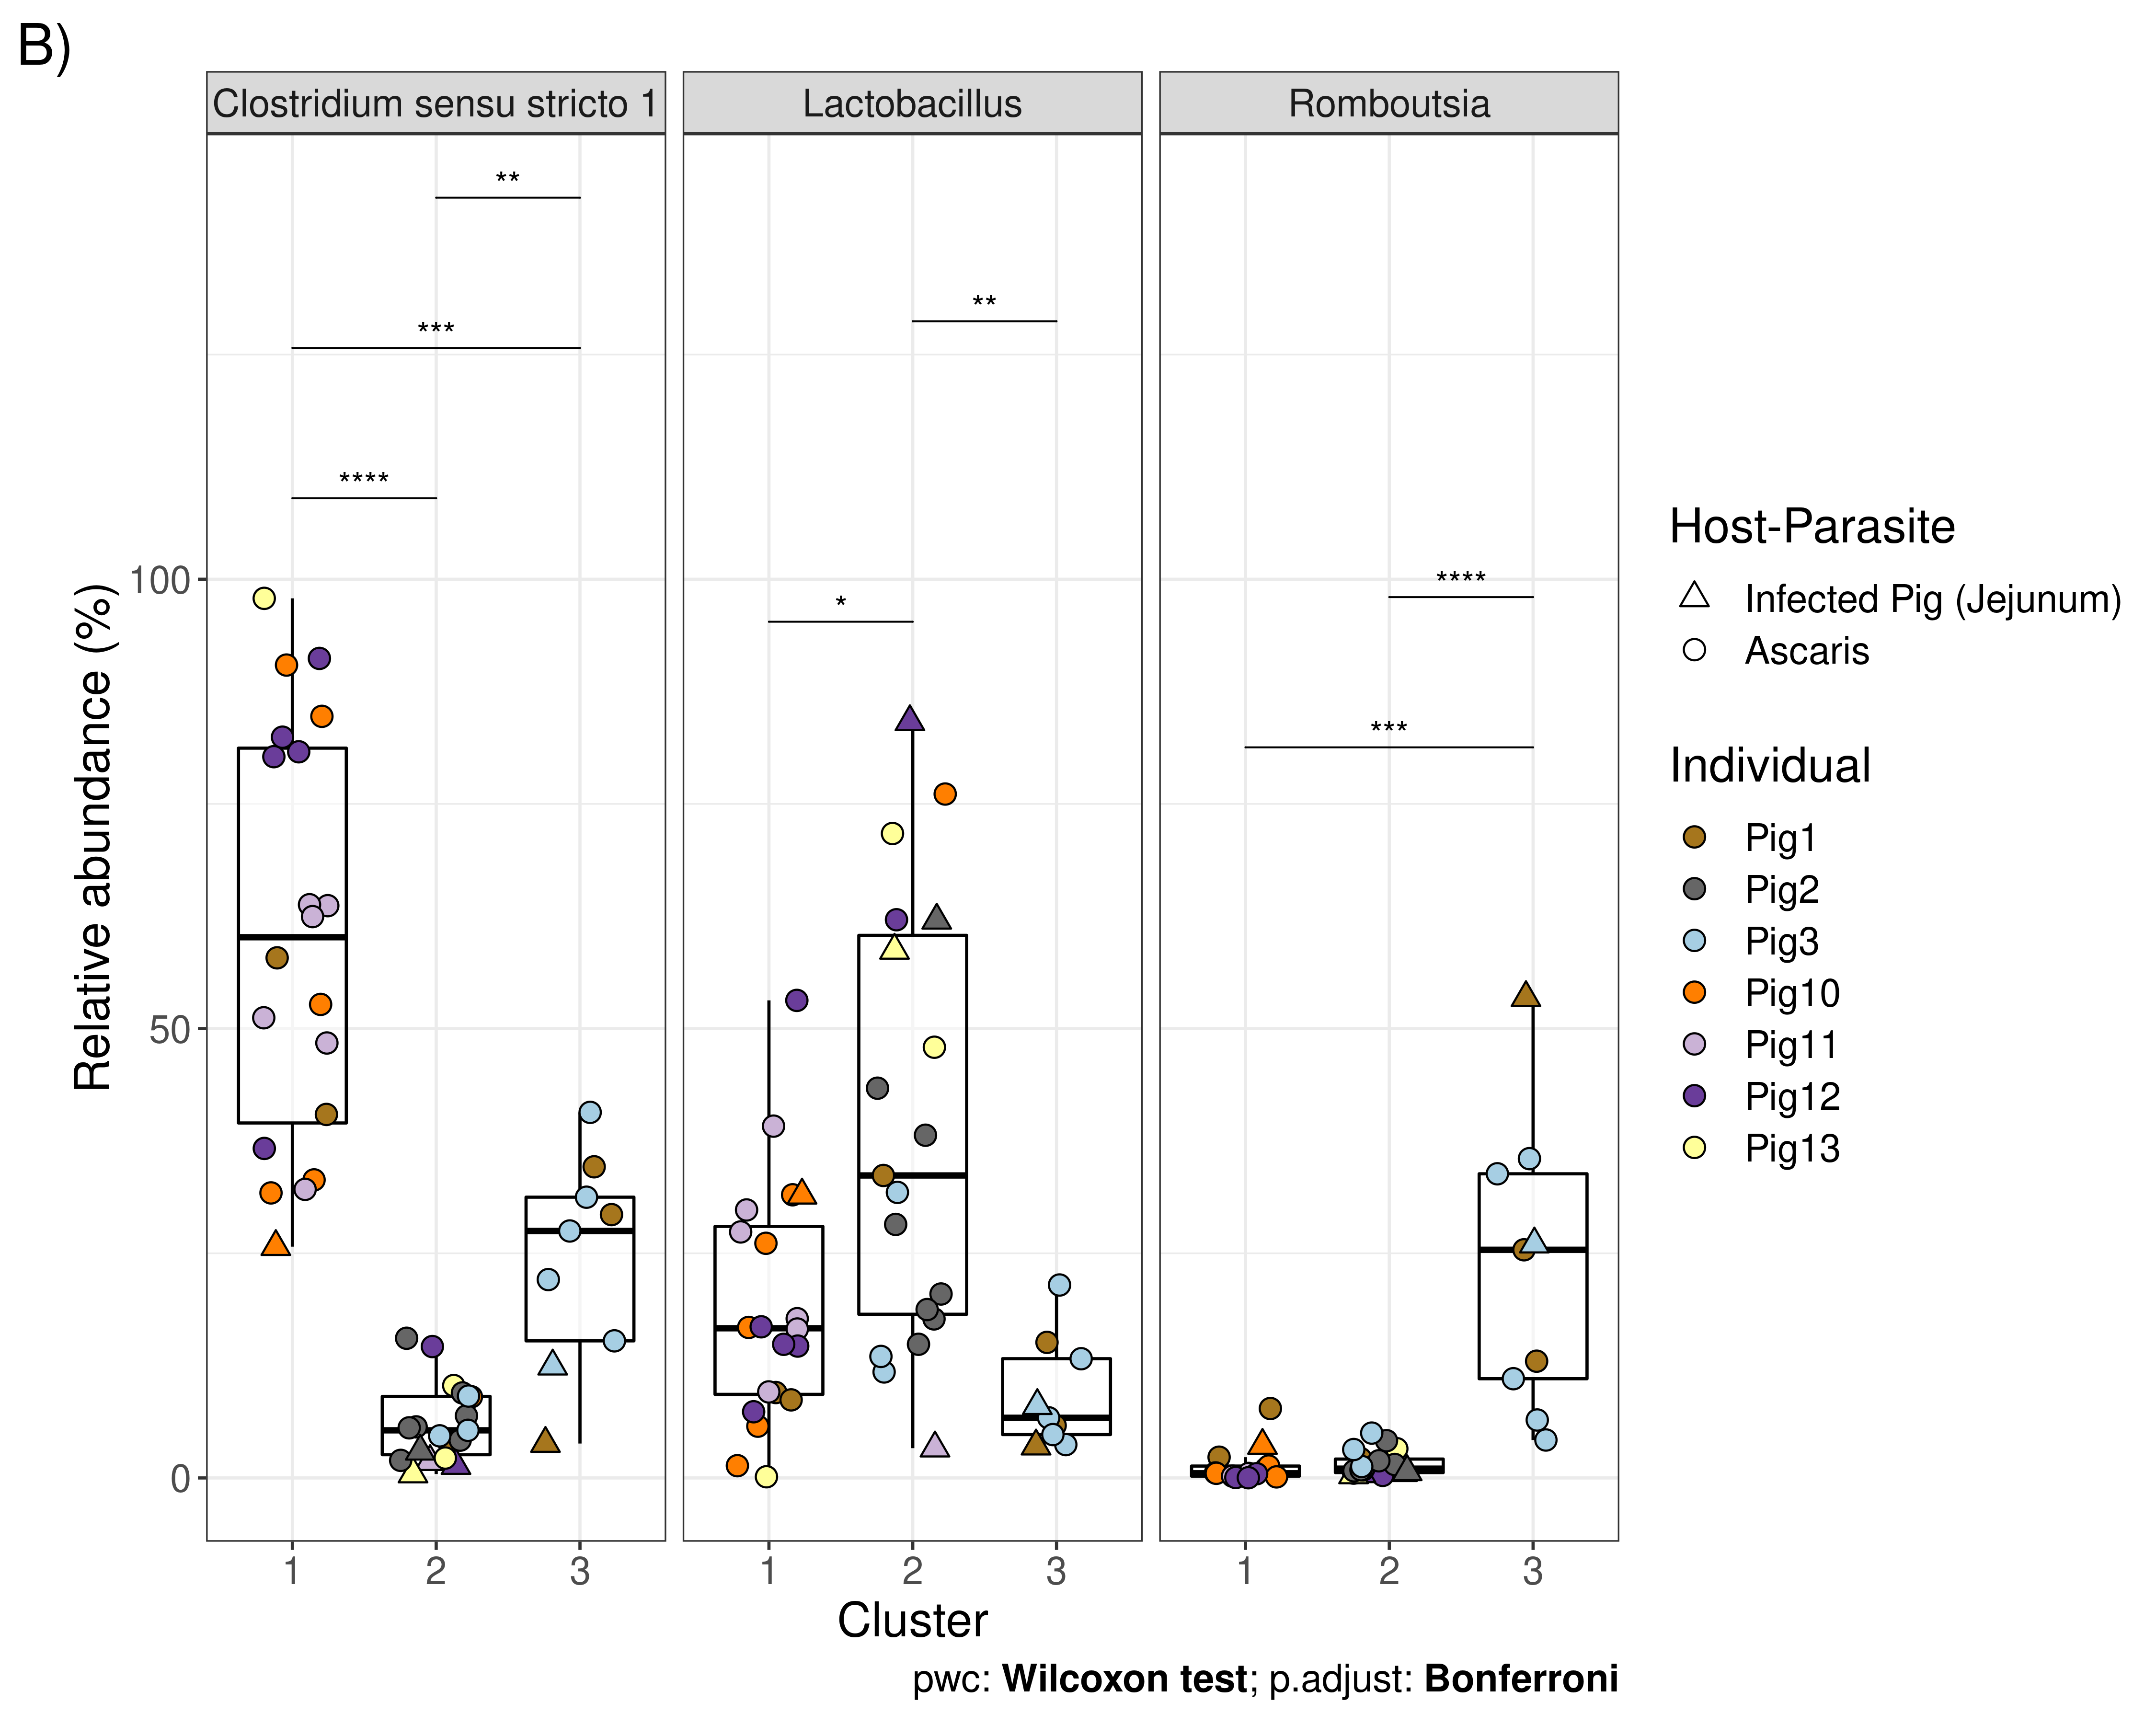 B)
Clostridium sensu stricto 1
Lactobacillus
Romboutsia
**
***
****
**
*
****
***
Relative abundance (%)
100
50
0
1 2 3
1 2 3
1 2 3
Cluster
pwc: Wilcoxon test; p.adjust: Bonferroni
Host-Parasite
Infected Pig (Jejunum)
Ascaris
Individual
Pig1
Pig2
Pig3
Pig10
Pig11
Pig12
Pig13